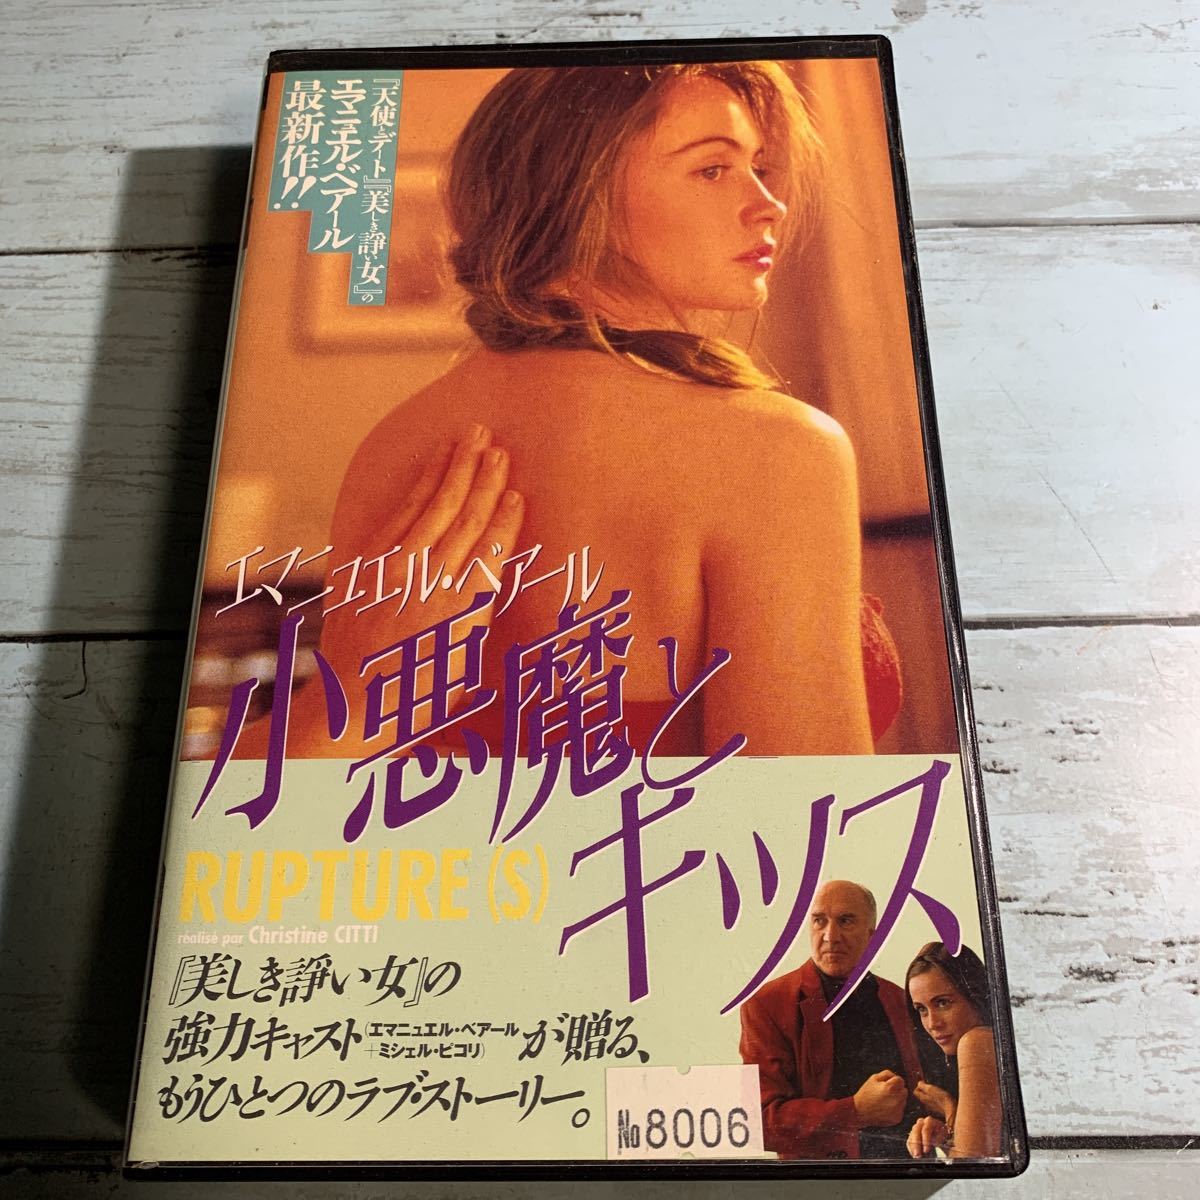 『天使とデート』『美しき諍い女』の
エマニュエル・ベアール
最新作!!
エマニュエル・ベアール
小悪魔と
キッス
RUPTURE (S)
réalisé par Christine CITTI
『美しき諍い女』の
強力キャスト(エマニュエル・ベアール
+ミシェル・ピコリ)が贈る、
もうひとつのラブ・ストーリー。
№8006